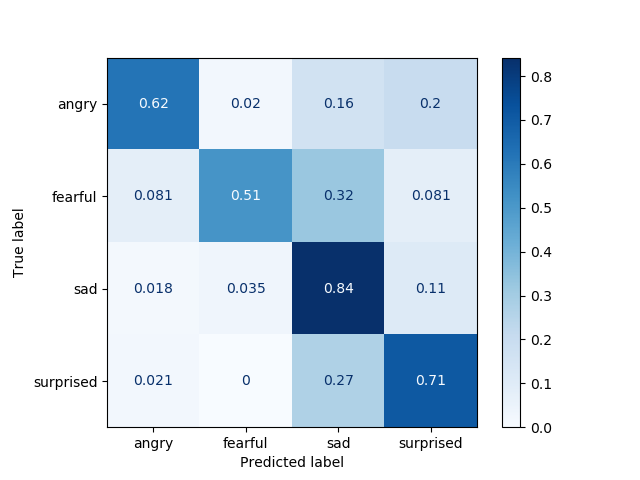 angry 0.62 0.02 0.16 0.2
fearful 0.081 0.51 0.32 0.081
sad 0.018 0.035 0.84 0.11
surprised 0.021 0 0.27 0.71
angry fearful sad surprised
Predicted label
True label
0.8
0.7
0.6
0.5
0.4
0.3
0.2
0.1
0.0